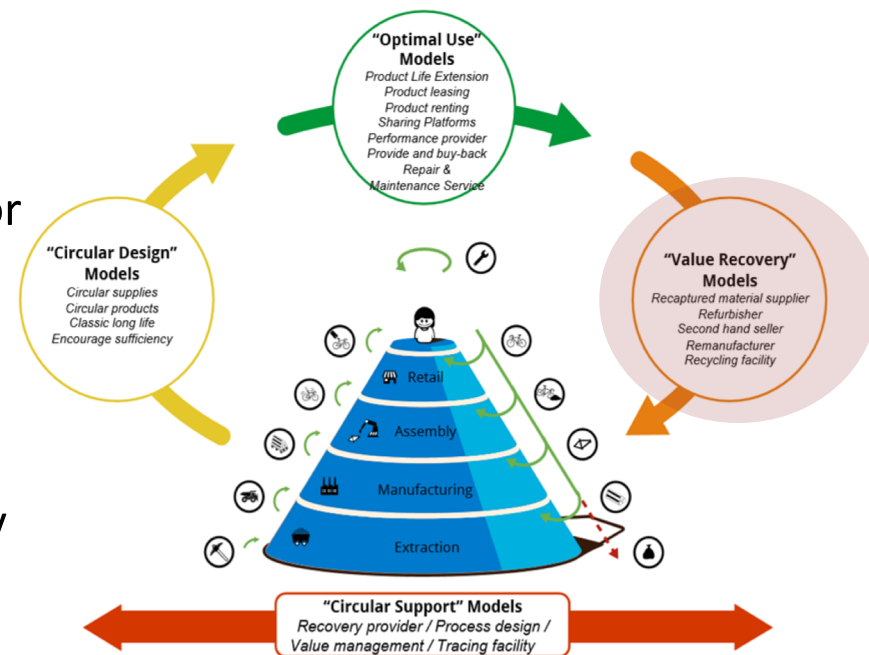 “Optimal Use”
Models
Product Life Extension
Product leasing
Product renting
Sharing Platforms
Performance provider
Provide and buy-back
Repair &
Maintenance Service
or
“Circular Design”
Models
Circular supplies
Circular products
Classic long life
Encourage sufficiency
“Value Recovery”
Models
Recaptured material supplier
Refurbisher
Second hand seller
Remanufacturer
Recycling facility
Retail
Assembly
Manufacturing
Extraction
“Circular Support” Models
Recovery provider / Process design /
Value management / Tracing facility